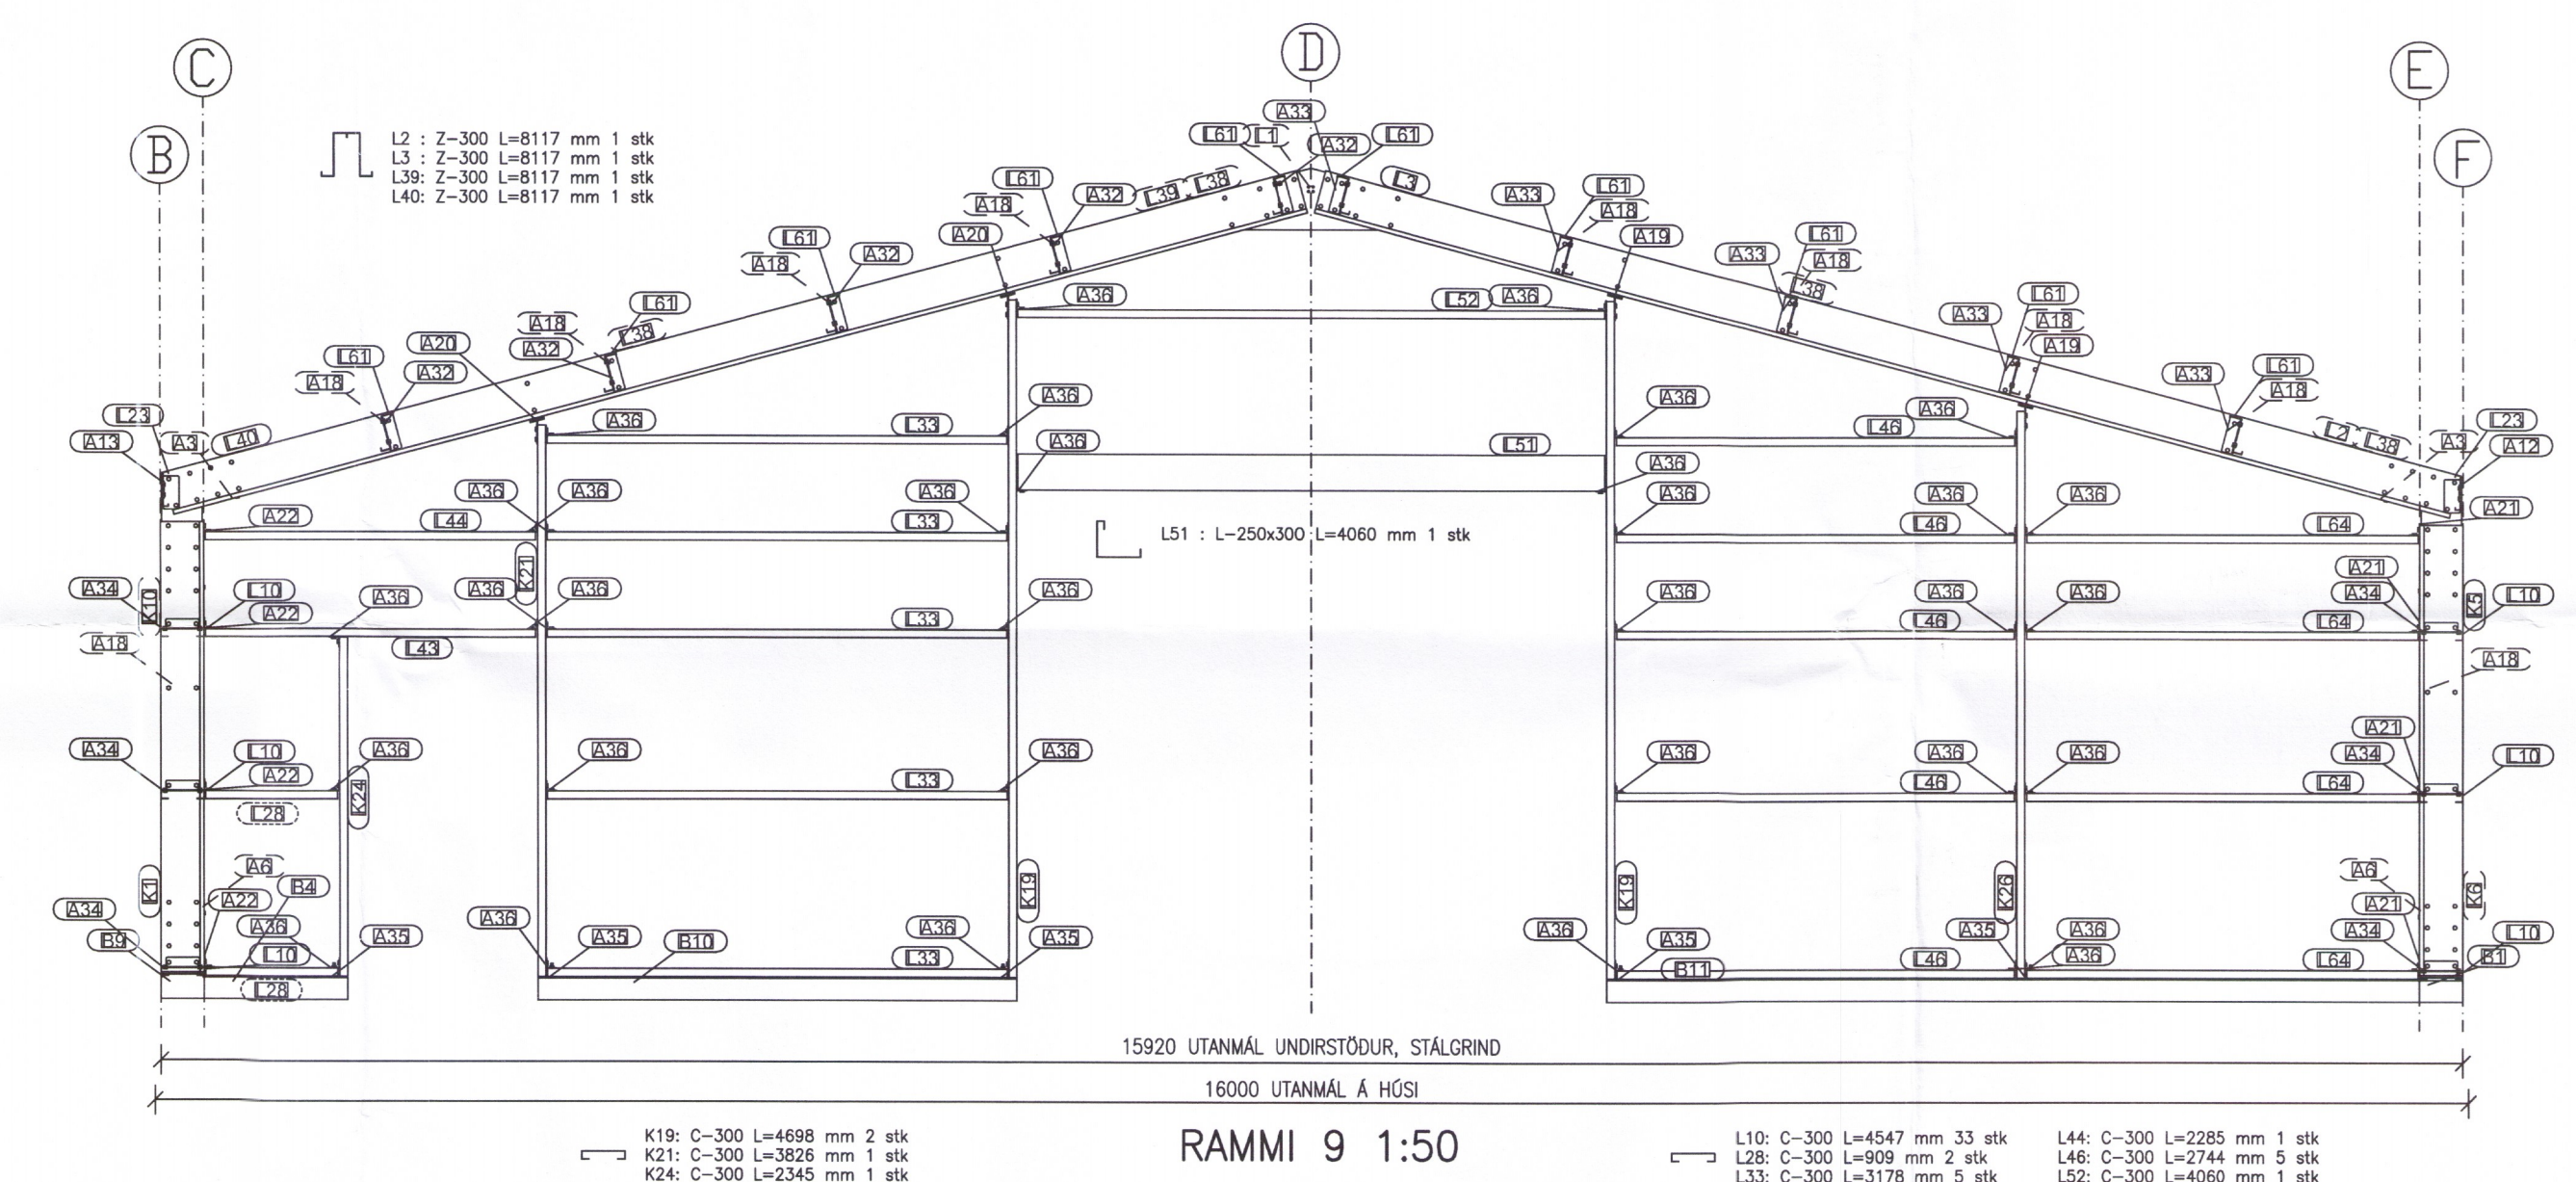 C
D
E
B
F
L2 : Z-300 L=8117 mm 1 stk
L3 : Z-300 L=8117 mm 1 stk
L39: Z-300 L=8117 mm 1 stk
L40: Z-300 L=8117 mm 1 stk
A33
L61 L1 A32 L61
L61 A32 L39 L38 L3 A33 L61
A18 A18
L61 A20 A19 L61
A18 A32 A33 A18
L38
L61 A36 L52 A36 L61
A18 L38 A33 A18
A20 A32 A19
L61 A33 L61
A18 A32 A18
L23 A36 L33 A36 A36 L46 A36 L23
A13 A3 L40 A36 L51 A36 L2 L38 A3 A12
A36 A36 A36 A36 A36 A36
A22 L44 L33 L46 L64 A21
L51 : L-250x300 L=4060 mm 1 stk
K21
A34 K10 L10 A36 A36 A36 A36 A36 A36 A21 L10
A22 A36 L33 L46 A36 L64 A34 K5
A18 L43 A18
A34 L10 A36 A36 A36 A36 A36 A36 A21 L10
A22 L33 L46 L64 A34
L28 K24
K1 A6 B4 K19 K19 K26 A6 K6
A34 A22 A36 A21
B9 A36 A35 A35 B10 A36 A35 A36 A35 A35 A36 A34 L10
L10 L33 B11 L46 A36 L64 B1
L28
15920 UTANMÁL UNDIRSTÖÐUR, STÁLGRIND
16000 UTANMÁL Á HÚSI
RAMMI 9 1:50
K19: C-300 L=4698 mm 2 stk
K21: C-300 L=3826 mm 1 stk
K24: C-300 L=2345 mm 1 stk
L10: C-300 L=4547 mm 33 stk
L28: C-300 L=909 mm 2 stk
L33: C-300 L=3178 mm 5 stk
L44: C-300 L=2285 mm 1 stk
L46: C-300 L=2744 mm 5 stk
L52: C-300 L=4060 mm 1 stk